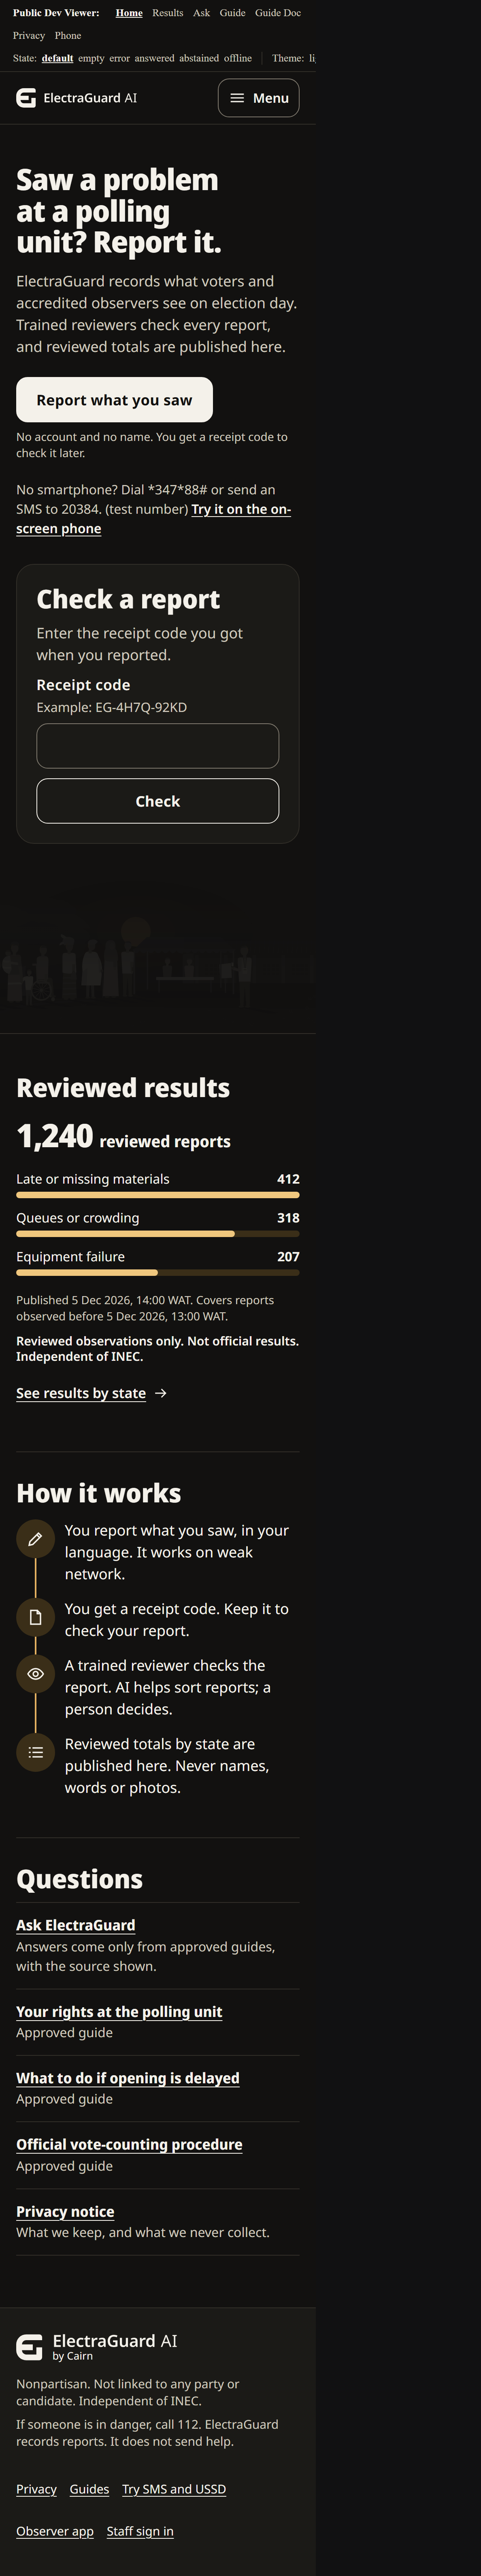 Public Dev Viewer: Home Results Ask Guide Guide Doc
Privacy Phone
State: default empty error answered abstained offline Theme:
ElectraGuard AI
Menu
Saw a problem
at a polling
unit? Report it.
ElectraGuard records what voters and
accredited observers see on election day.
Trained reviewers check every report,
and reviewed totals are published here.
Report what you saw
No account and no name. You get a receipt code to
check it later.
No smartphone? Dial *347*88# or send an
SMS to 20384. (test number) Try it on the on-
screen phone
Check a report
Enter the receipt code you got
when you reported.
Receipt code
Example: EG-4H7Q-92KD
Check
Reviewed results
1,240 reviewed reports
Late or missing materials 412
Queues or crowding 318
Equipment failure 207
Published 5 Dec 2026, 14:00 WAT. Covers reports
observed before 5 Dec 2026, 13:00 WAT.
Reviewed observations only. Not official results.
Independent of INEC.
See results by state →
How it works
You report what you saw, in your
language. It works on weak
network.
You get a receipt code. Keep it to
check your report.
A trained reviewer checks the
report. AI helps sort reports; a
person decides.
Reviewed totals by state are
published here. Never names,
words or photos.
Questions
Ask ElectraGuard
Answers come only from approved guides,
with the source shown.
Your rights at the polling unit
Approved guide
What to do if opening is delayed
Approved guide
Official vote-counting procedure
Approved guide
Privacy notice
What we keep, and what we never collect.
ElectraGuard AI
by Cairn
Nonpartisan. Not linked to any party or
candidate. Independent of INEC.
If someone is in danger, call 112. ElectraGuard
records reports. It does not send help.
Privacy Guides Try SMS and USSD
Observer app Staff sign in